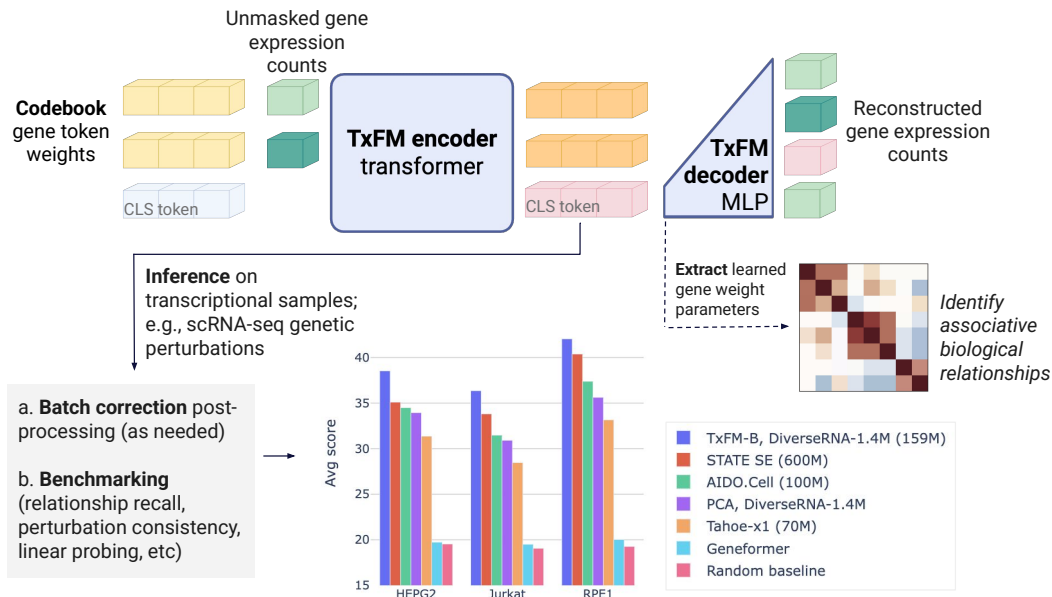 Unmasked gene
expression
counts
Codebook
gene token
weights
CLS token
TxFM encoder
transformer
CLS token
TxFM
decoder
MLP
Reconstructed
gene expression
counts
Inference on
transcriptional samples;
e.g., scRNA-seq genetic
perturbations
Extract learned
gene weight
parameters
Identify
associative
biological
relationships
a. Batch correction post-
processing (as needed)
b. Benchmarking
(relationship recall,
perturbation consistency,
linear probing, etc)
Avg score
40
35
30
25
20
15
HEPG2
Jurkat
RPE1
TxFM-B, DiverseRNA-1.4M (159M)
STATE SE (600M)
AIDO.Cell (100M)
PCA, DiverseRNA-1.4M
Tahoe-x1 (70M)
Geneformer
Random baseline